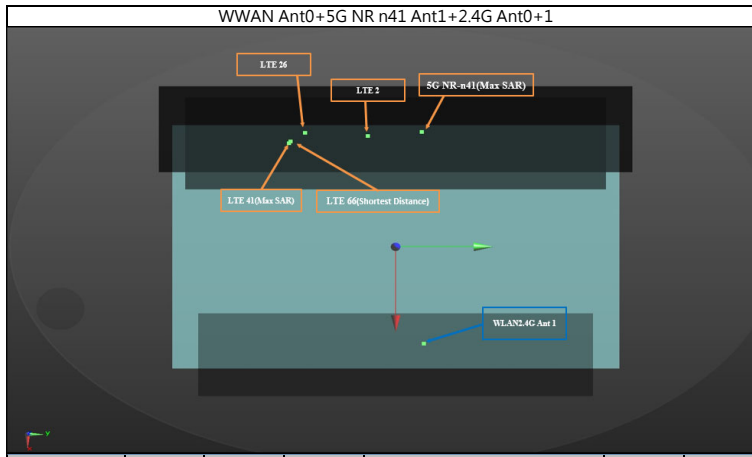 WWAN Ant0+5G NR n41 Ant1+2.4G Ant0+1
LTE 26
LTE 2
5G NR-n41(Max SAR)
LTE 41(Max SAR)
LTE 66(Shortest Distance)
WLAN2.4G Ant 1
Y